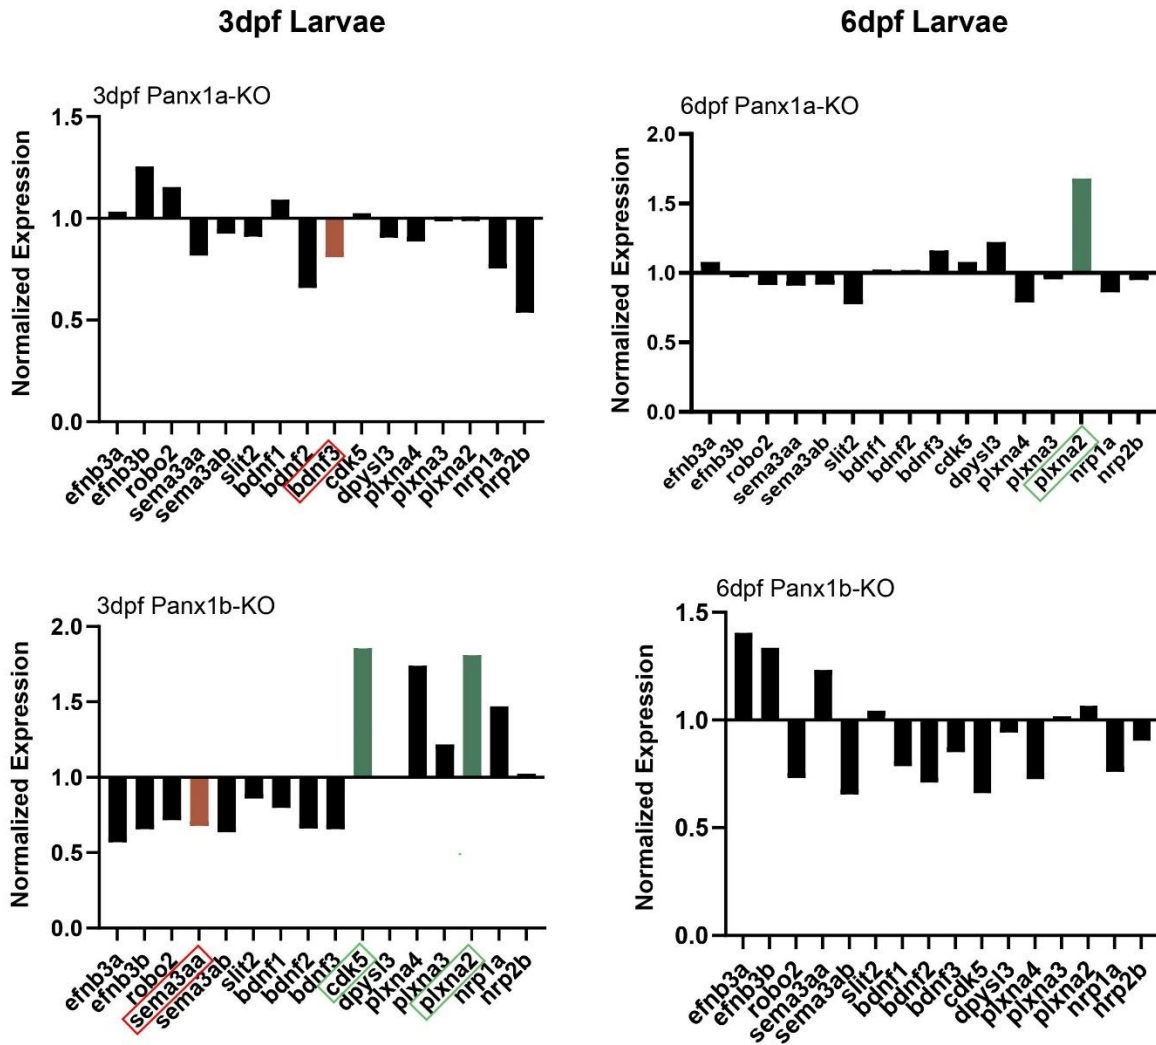 3dpf Larvae
6dpf Larvae
3dpf Panx1a-KO
Normalized Expression
1.5
1.0
0.5
0.0
efnb3a
efnb3b
robo2
sema3aa
sema3ab
slit2
bdnf1
bdnf2
bdnf3
cdk5
dpysl3
plxna4
plxna3
plxna2
nrp1a
nrp2b
6dpf Panx1a-KO
Normalized Expression
2.0
1.5
1.0
0.5
0.0
efnb3a
efnb3b
robo2
sema3aa
sema3ab
slit2
bdnf1
bdnf2
bdnf3
cdk5
dpysl3
plxna4
plxna3
plxna2
nrp1a
nrp2b
3dpf Panx1b-KO
Normalized Expression
2.0
1.5
1.0
0.5
0.0
efnb3a
efnb3b
robo2
sema3aa
sema3ab
slit2
bdnf1
bdnf2
bdnf3
cdk5
dpysl3
plxna4
plxna3
plxna2
nrp1a
nrp2b
6dpf Panx1b-KO
Normalized Expression
1.5
1.0
0.5
0.0
efnb3a
efnb3b
robo2
sema3aa
sema3ab
slit2
bdnf1
bdnf2
bdnf3
cdk5
dpysl3
plxna4
plxna3
plxna2
nrp1a
nrp2b